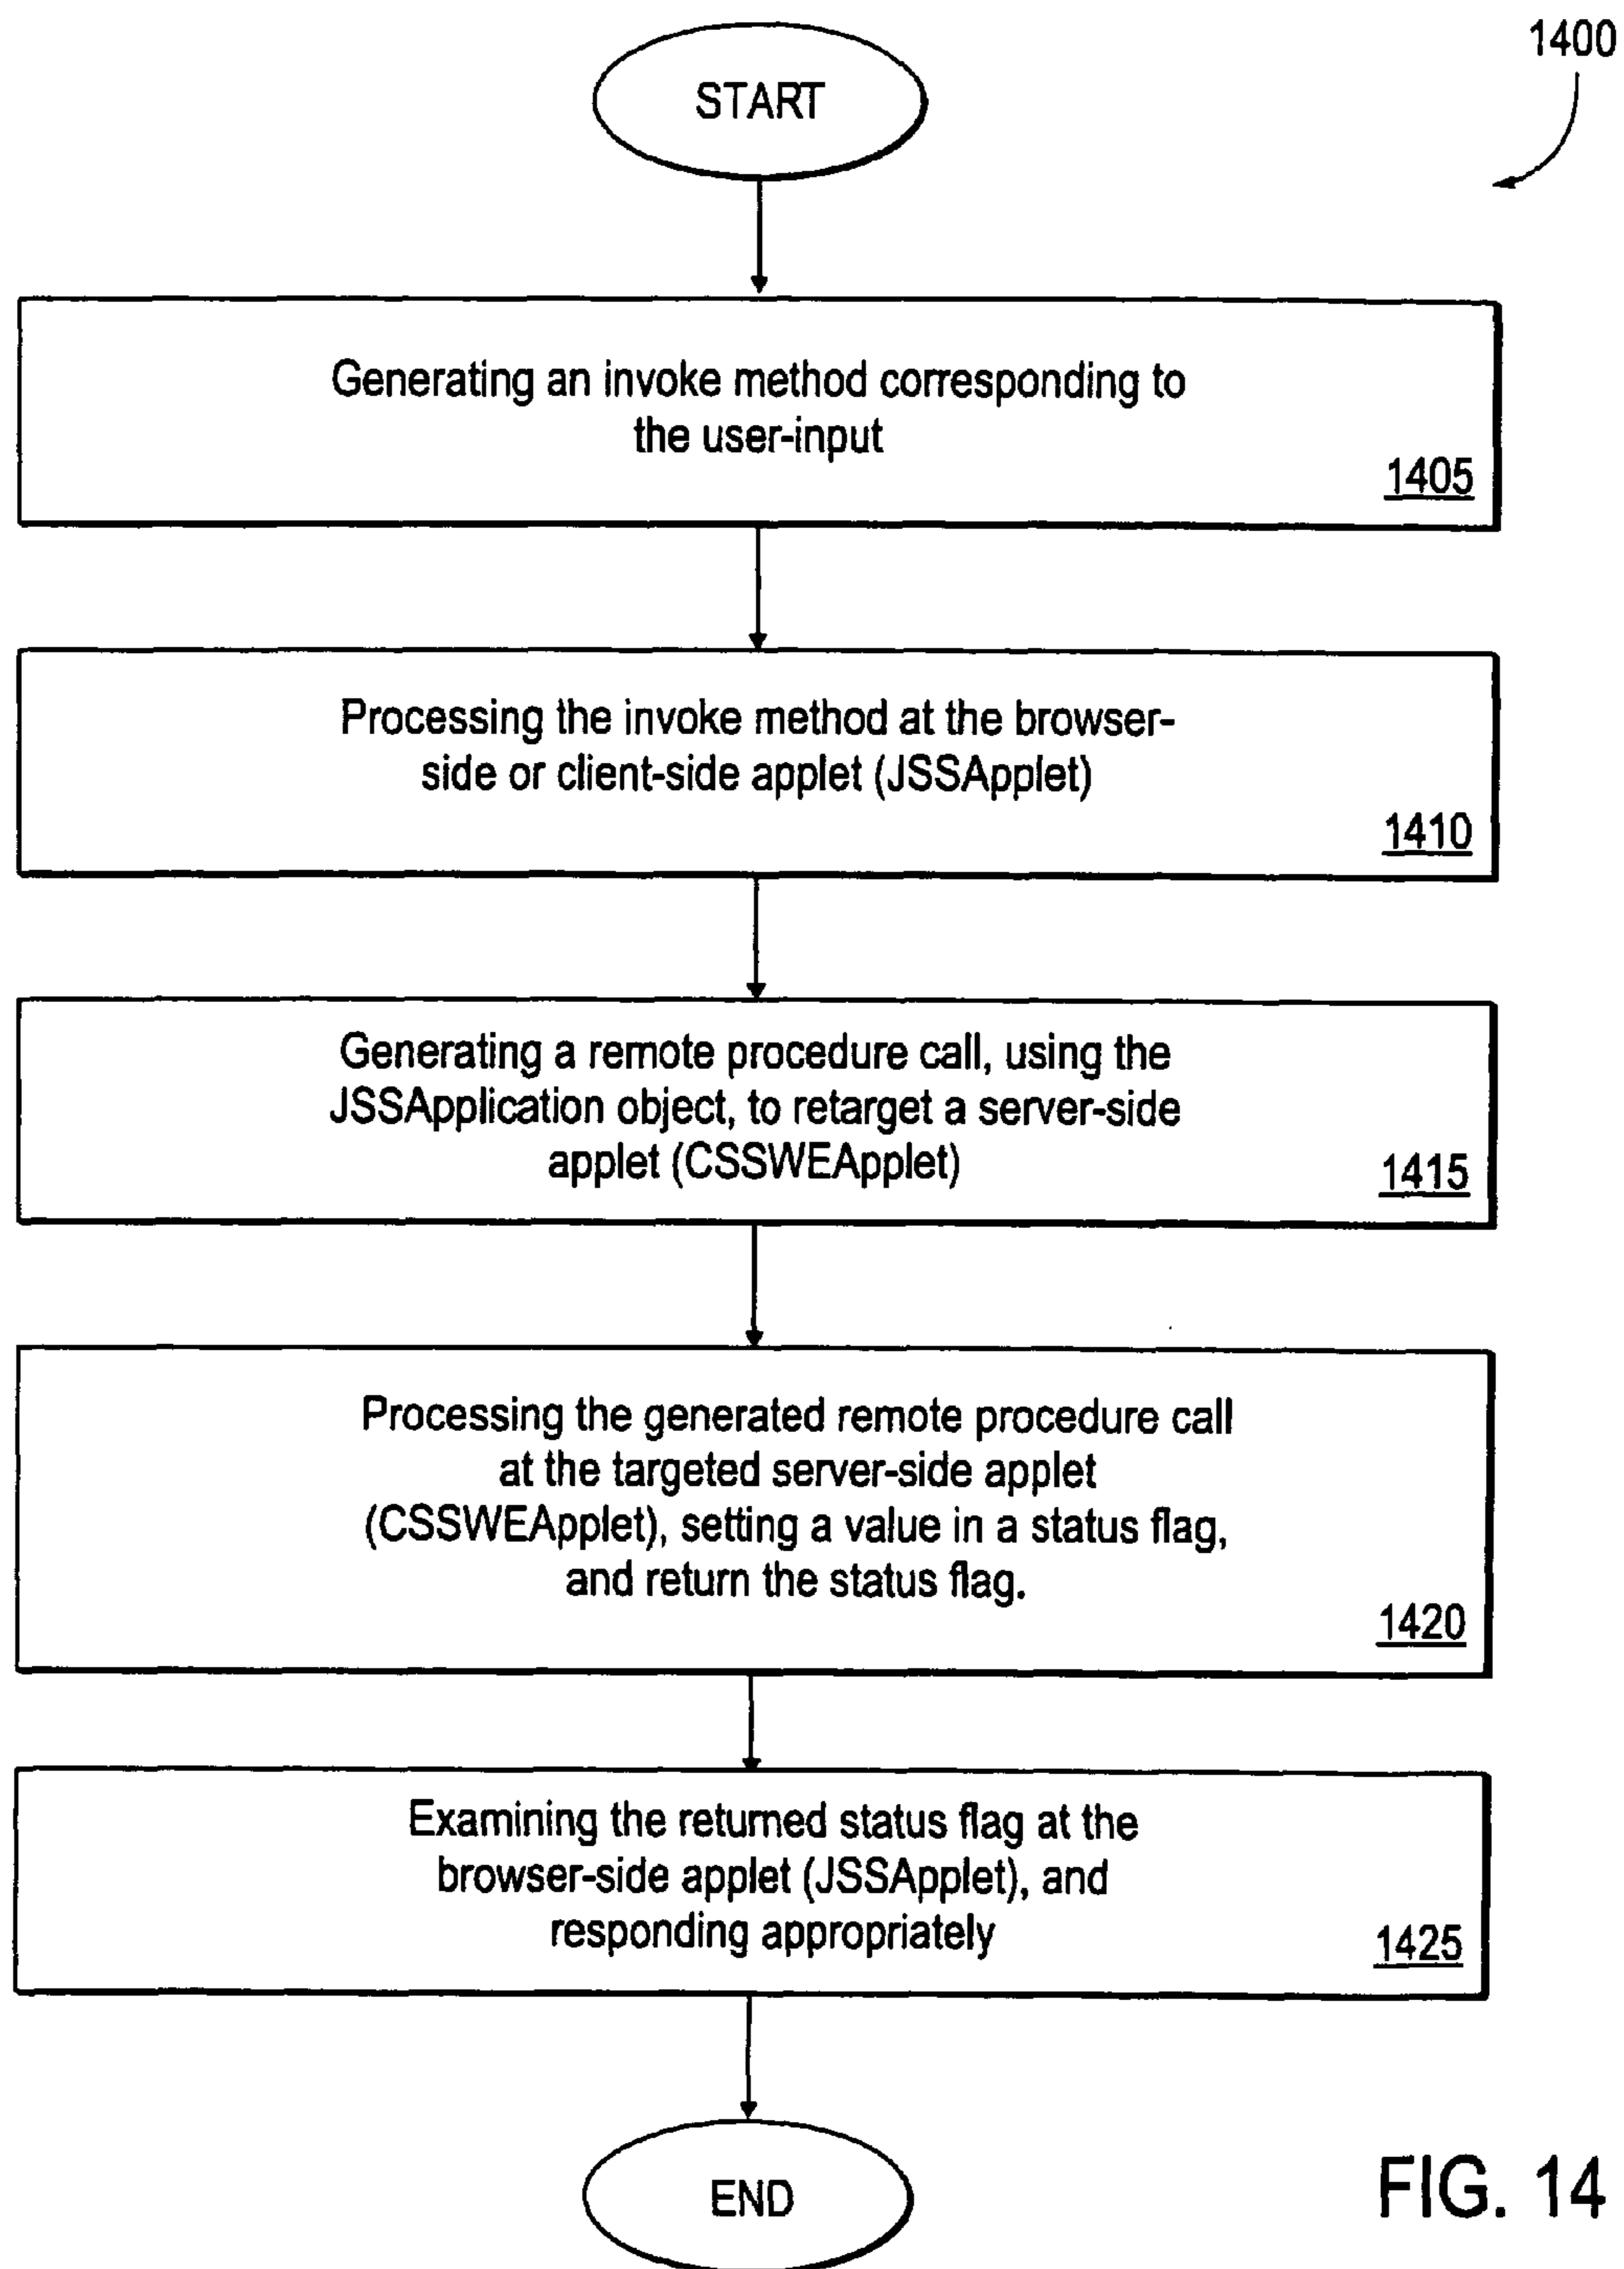 1400
START
Generating an invoke method corresponding to
the user-input
1405
Processing the invoke method at the browser-
side or client-side applet (JSSApplet)
1410
Generating a remote procedure call, using the
JSSApplication object, to retarget a server-side
applet (CSSWEApplet)
1415
Processing the generated remote procedure call
at the targeted server-side applet
(CSSWEApplet), setting a value in a status flag,
and return the status flag.
1420
Examining the returned status flag at the
browser-side applet (JSSApplet), and
responding appropriately
1425
END
FIG. 14